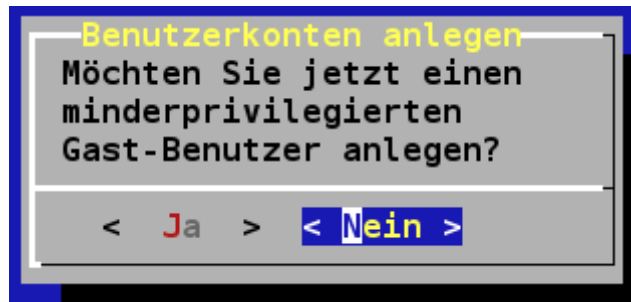 Benutzerkonten anlegen
Möchten Sie jetzt einen
minderprivilegierten
Gast-Benutzer anlegen?
< Ja > < Nein >